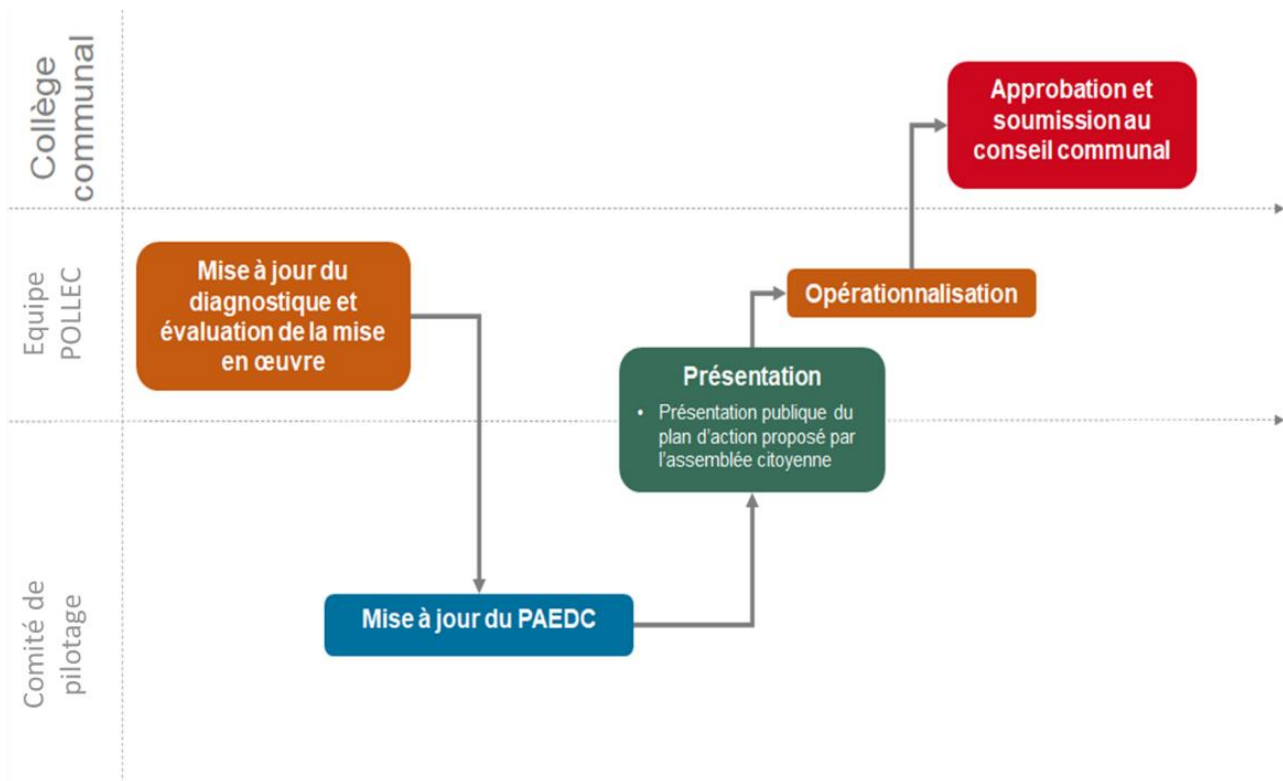 Collège
communal
Approbation et
soumission au
conseil communal
Equipe
POLLEC
Mise à jour du
diagnostique et
évaluation de la mise
en œuvre
Opérationnalisation
Présentation
• Présentation publique du
plan d'action proposé par
l'assemblée citoyenne
Comité de
pilotage
Mise à jour du PAEDC